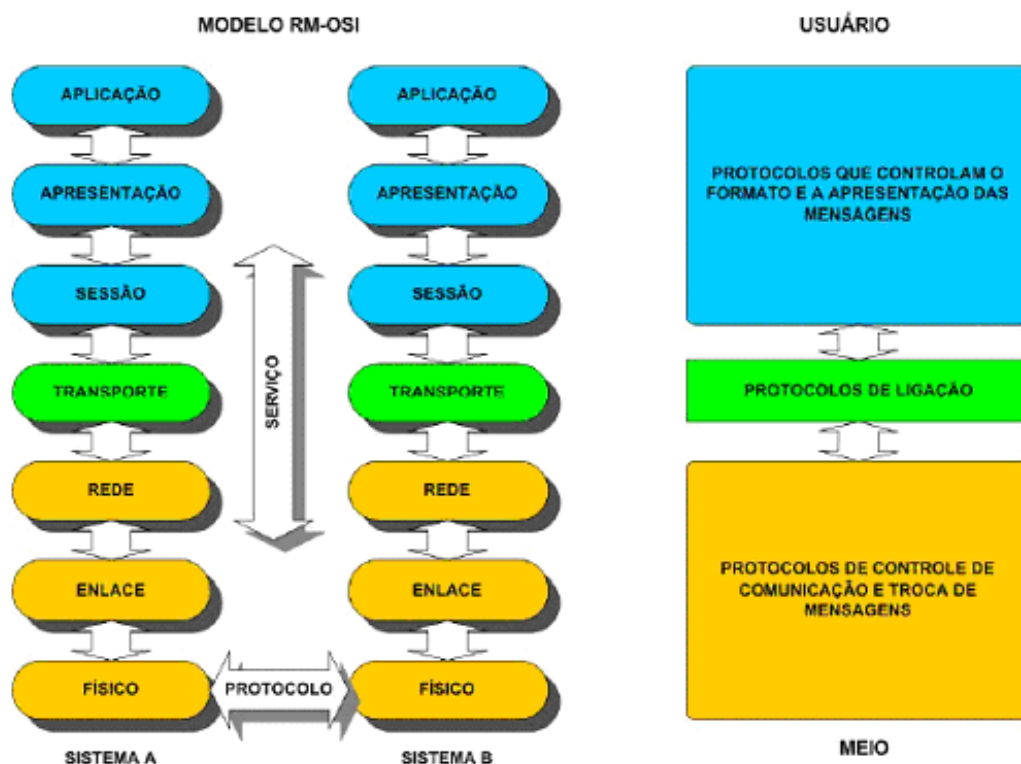 MODELO RM-OSI
USUÁRIO
APLICAÇÃO
APRESENTAÇÃO
SESSÃO
TRANSPORTE
REDE
ENLACE
FÍSICO
SISTEMA A
SERVIÇO
PROTOCOLO
APLICAÇÃO
APRESENTAÇÃO
SESSÃO
TRANSPORTE
REDE
ENLACE
FÍSICO
SISTEMA B
PROTOCOLOS QUE CONTROLAM O
FORMATO E A APRESENTAÇÃO DAS
MENSAGENS
PROTOCOLOS DE LIGAÇÃO
PROTOCOLOS DE CONTROLE DE
COMUNICAÇÃO E TROCA DE
MENSAGENS
MEIO